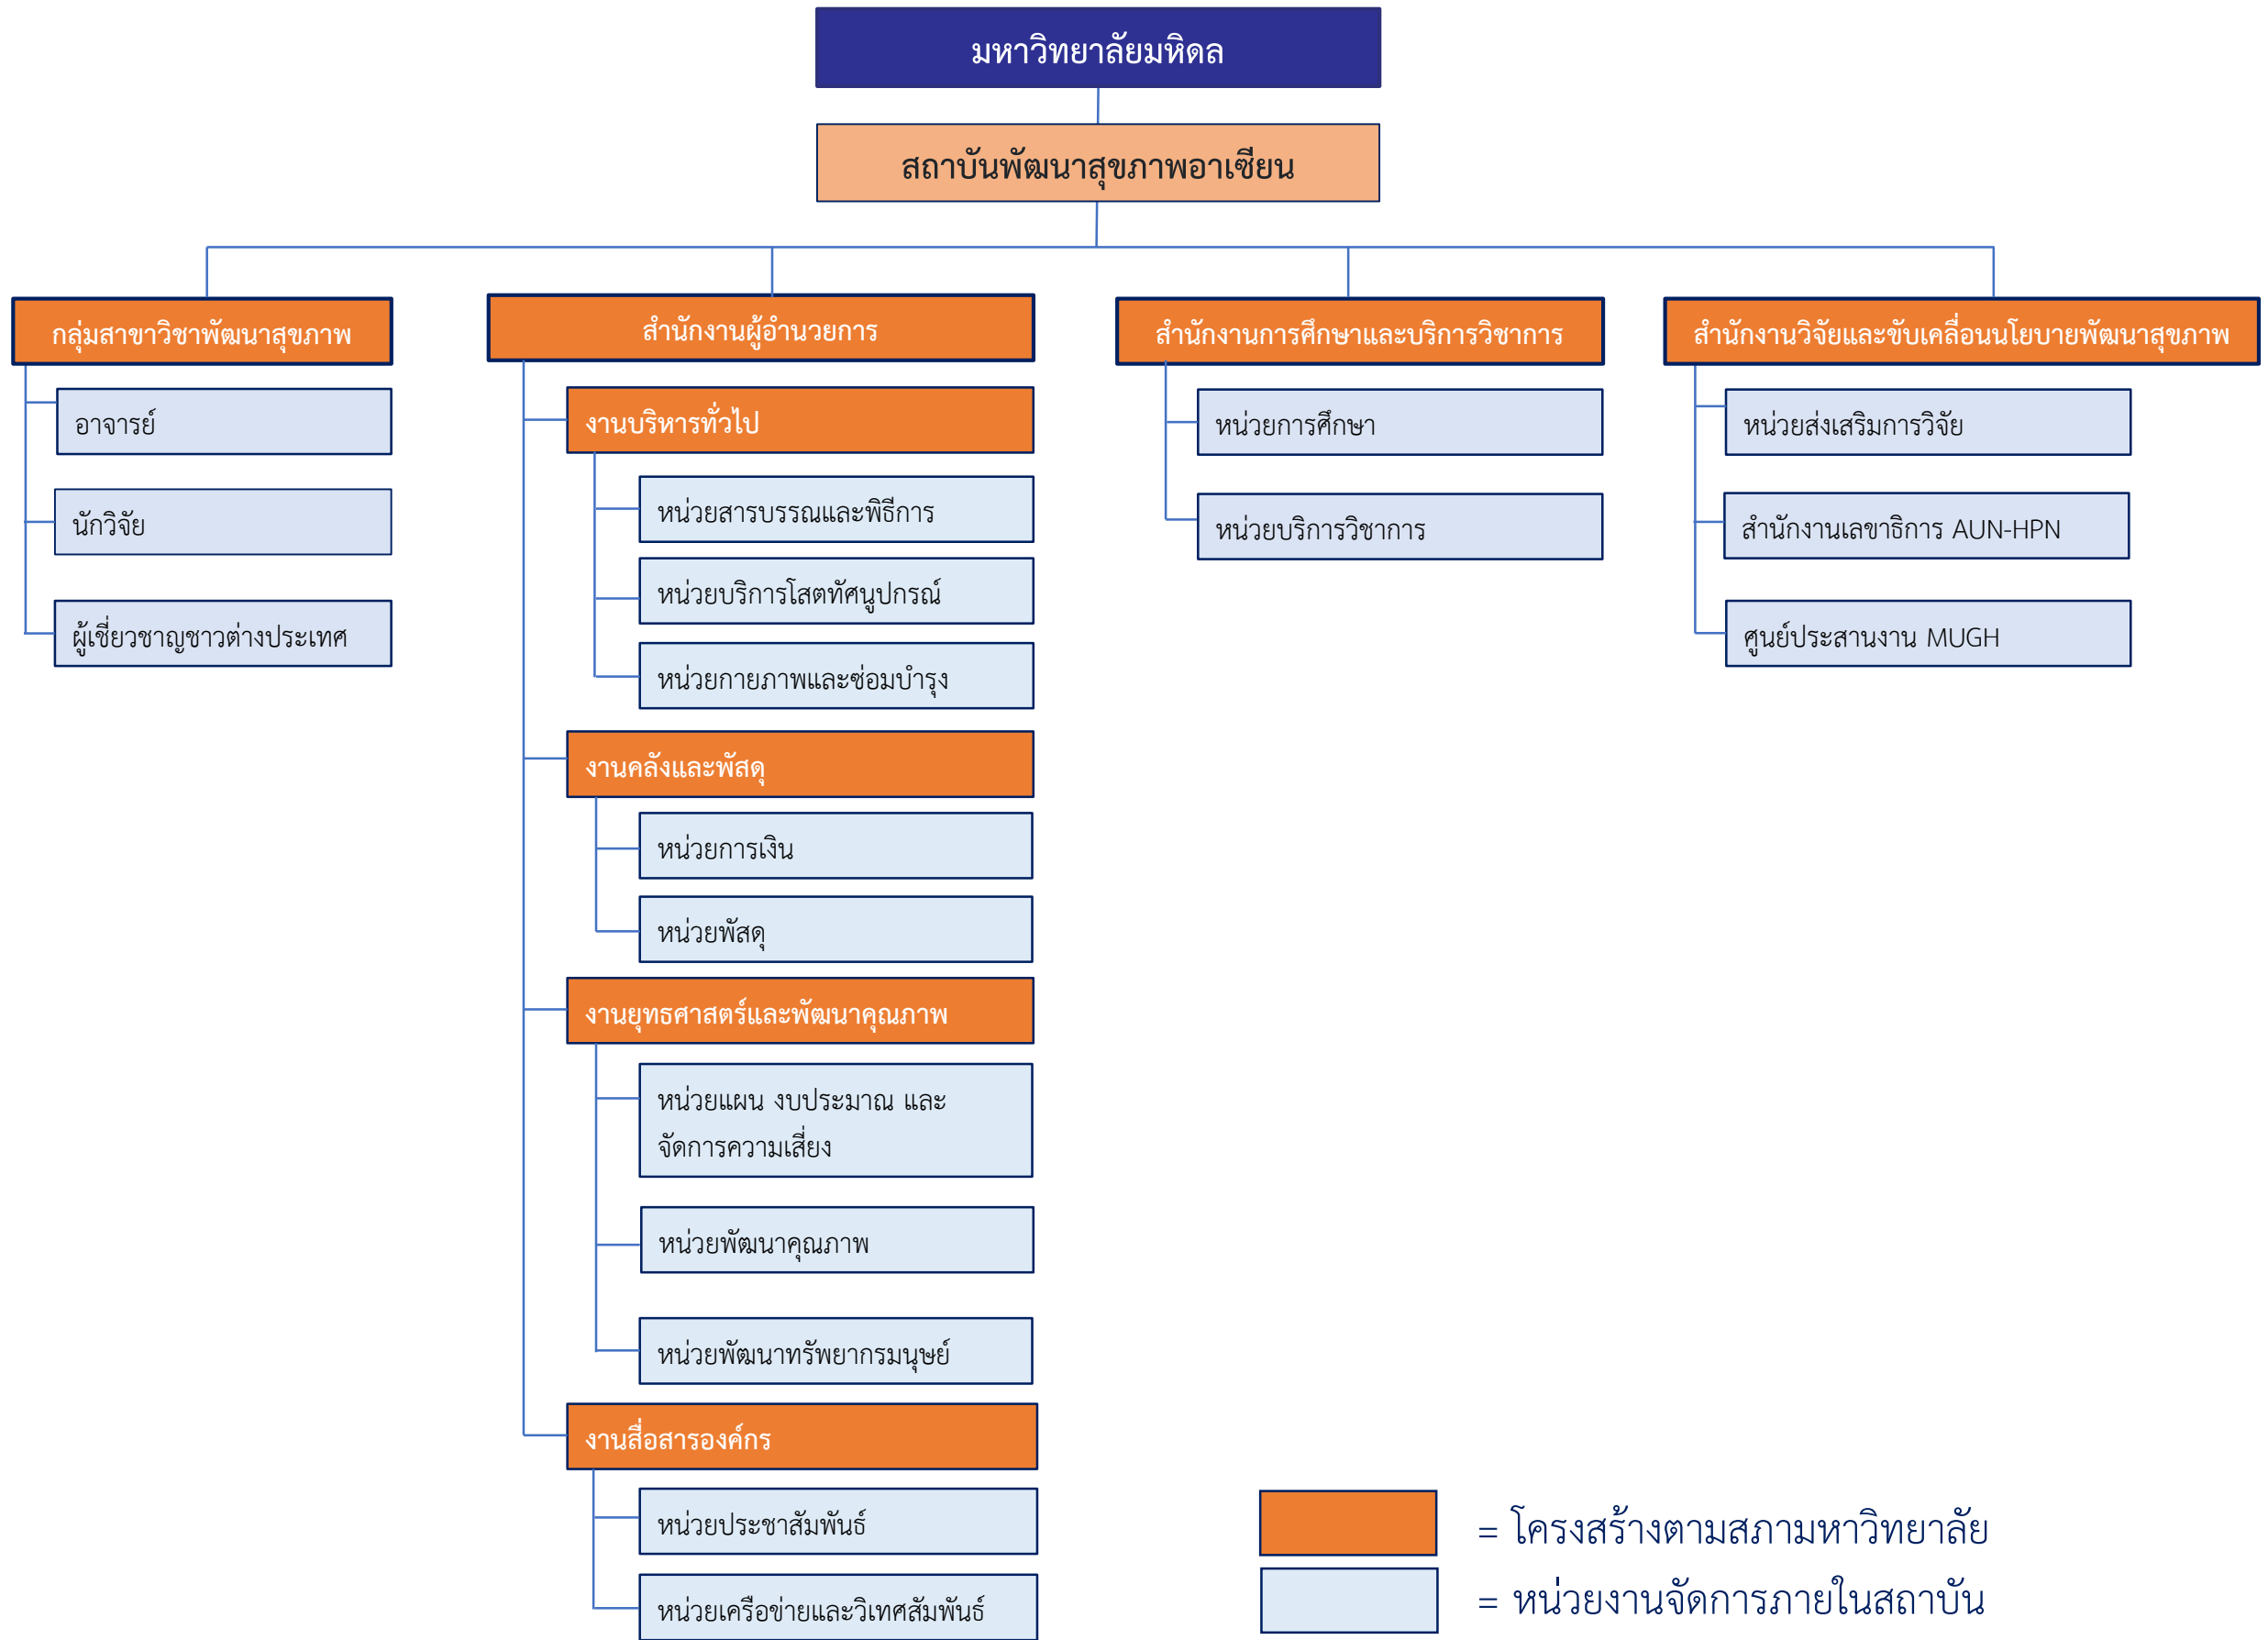 มหาวิทยาลัยมหิดล
สถาบันพัฒนาสุขภาพอาเซียน
กลุ่มสาขาวิชาพัฒนาสุขภาพ
อาจารย์
นักวิจัย
ผู้เชี่ยวชาญชาวต่างประเทศ
สำนักงานผู้อำนวยการ
งานบริหารทั่วไป
หน่วยสารบรรณและพิธีการ
หน่วยบริการโสตทัศนูปกรณ์
หน่วยกายภาพและซ่อมบำรุง
งานคลังและพัสดุ
หน่วยการเงิน
หน่วยพัสดุ
งานยุทธศาสตร์และพัฒนาคุณภาพ
หน่วยแผน งบประมาณ และ
จัดการความเสี่ยง
หน่วยพัฒนาคุณภาพ
หน่วยพัฒนาทรัพยากรมนุษย์
งานสื่อสารองค์กร
หน่วยประชาสัมพันธ์
หน่วยเครือข่ายและวิเทศสัมพันธ์
สำนักงานการศึกษาและบริการวิชาการ
หน่วยการศึกษา
หน่วยบริการวิชาการ
สำนักงานวิจัยและขับเคลื่อนนโยบายพัฒนาสุขภาพ
หน่วยส่งเสริมการวิจัย
สำนักงานเลขาธิการ AUN-HPN
ศูนย์ประสานงาน MUGH
= โครงสร้างตามสภามหาวิทยาลัย
= หน่วยงานจัดการภายในสถาบัน